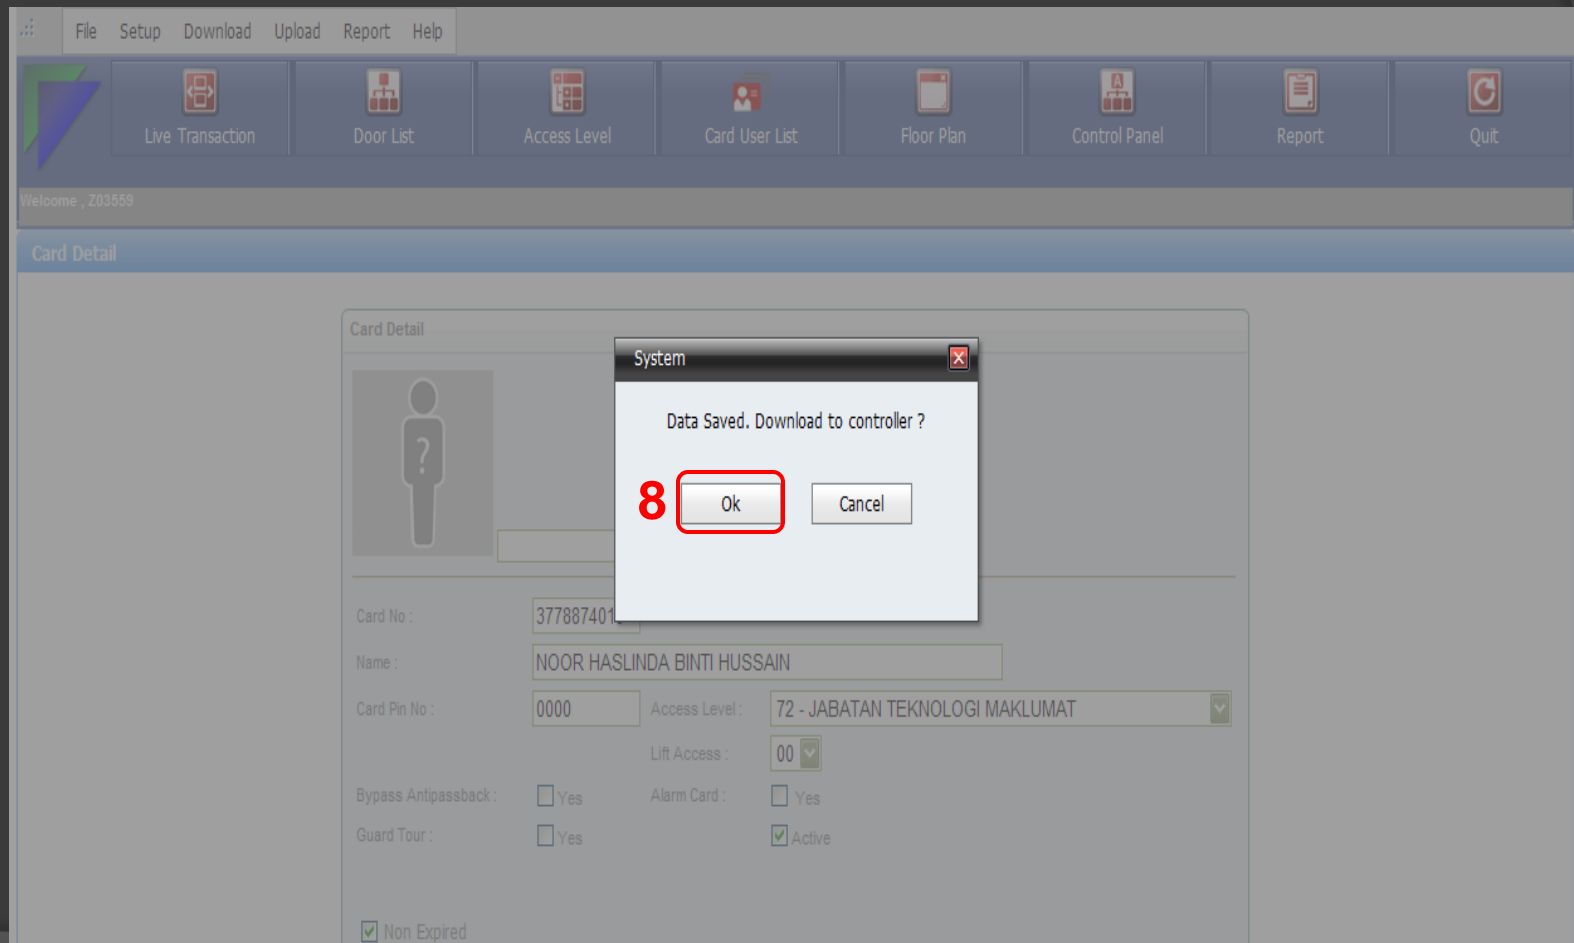 File Setup Download Upload Report Help
Live Transaction Door List Access Level Card User List Floor Plan Control Panel Report Quit
Welcome , Z03559
Card Detail
Card Detail
System
Data Saved. Download to controller ?
8 Ok Cancel
?
Card No :
Name : NOOR HASLINDA BINTI HUSSAIN
Card Pin No : 0000 Access Level : 72 - JABATAN TEKNOLOGI MAKLUMAT
Lift Access : 00
Bypass Antipassback : Yes Alarm Card : Yes
Guard Tour : Yes Active
Non Expired